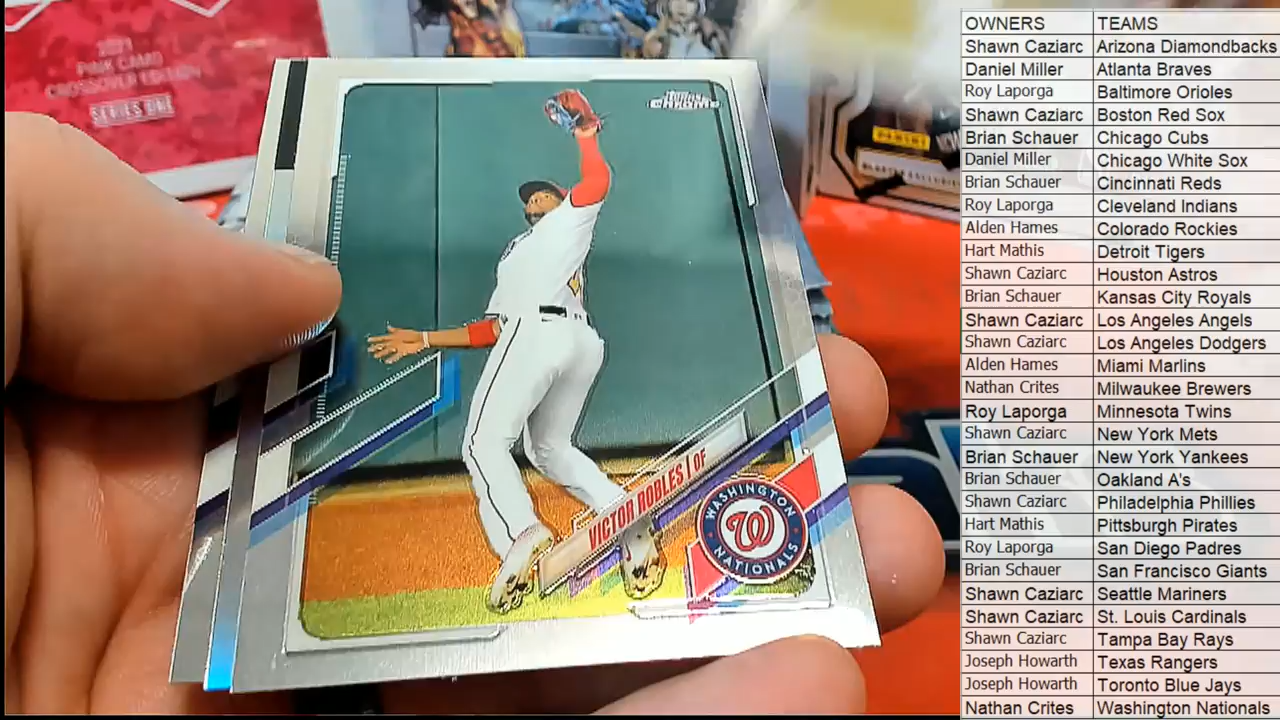 2021
PINK CAMO
CROSSOVER EDITION
SERIES ONE
CHROME
PANINI
VICTOR ROBLES | OF
WASHINGTON
W
NATIONALS
OWNERS TEAMS
Shawn Caziarc Arizona Diamondbacks
Daniel Miller Atlanta Braves
Roy Laporga Baltimore Orioles
Shawn Caziarc Boston Red Sox
Brian Schauer Chicago Cubs
Daniel Miller Chicago White Sox
Brian Schauer Cincinnati Reds
Roy Laporga Cleveland Indians
Alden Hames Colorado Rockies
Hart Mathis Detroit Tigers
Shawn Caziarc Houston Astros
Brian Schauer Kansas City Royals
Shawn Caziarc Los Angeles Angels
Shawn Caziarc Los Angeles Dodgers
Alden Hames Miami Marlins
Nathan Crites Milwaukee Brewers
Roy Laporga Minnesota Twins
Shawn Caziarc New York Mets
Brian Schauer New York Yankees
Brian Schauer Oakland A's
Shawn Caziarc Philadelphia Phillies
Hart Mathis Pittsburgh Pirates
Roy Laporga San Diego Padres
Brian Schauer San Francisco Giants
Shawn Caziarc Seattle Mariners
Shawn Caziarc St. Louis Cardinals
Shawn Caziarc Tampa Bay Rays
Joseph Howarth Texas Rangers
Joseph Howarth Toronto Blue Jays
Nathan Crites Washington Nationals